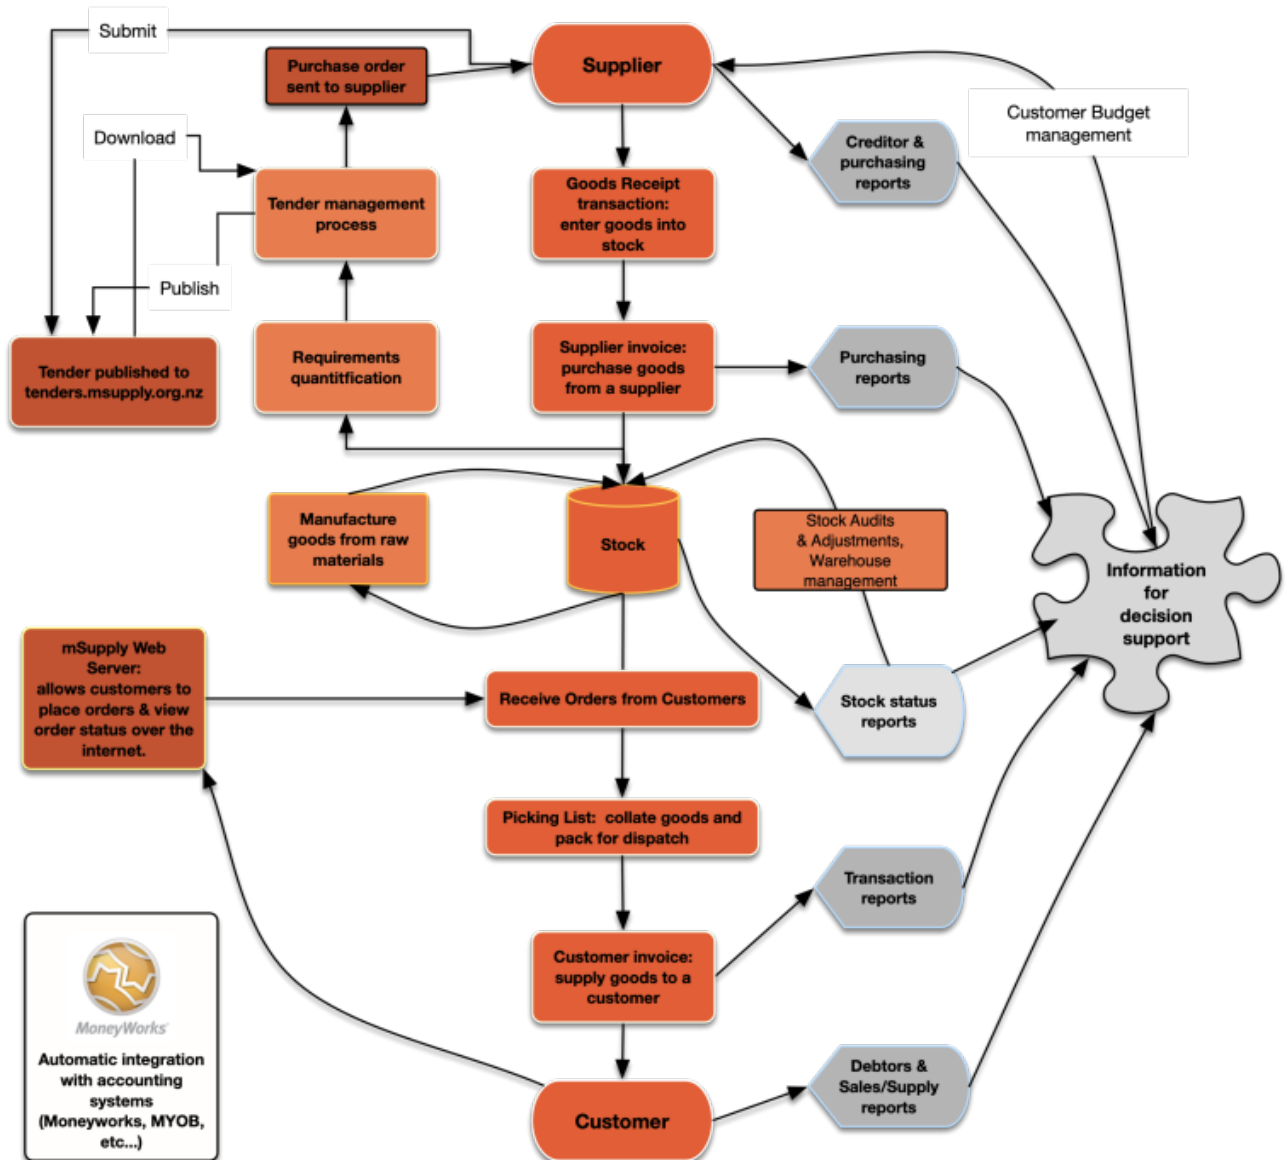 Submit
Supplier
Purchase order
sent to supplier
Customer Budget
management
Download
Creditor &
purchasing
reports
Tender management
process
Goods Receipt
transaction:
enter goods into
stock
Publish
Tender published to
tenders.msupply.org.nz
Requirements
quantitfication
Supplier invoice:
purchase goods
from a supplier
Purchasing
reports
Manufacture
goods from raw
materials
Stock
Stock Audits
& Adjustments,
Warehouse
management
Information
for
decision
support
mSupply Web
Server:
allows customers to
place orders & view
order status over the
internet.
Receive Orders from Customers
Stock status
reports
Picking List:  collate goods and
pack for dispatch
Transaction
reports
Customer invoice:
supply goods to a
customer
MoneyWorks
Automatic integration
with accounting
systems
(Moneyworks, MYOB,
etc...)
Customer
Debtors &
Sales/Supply
reports